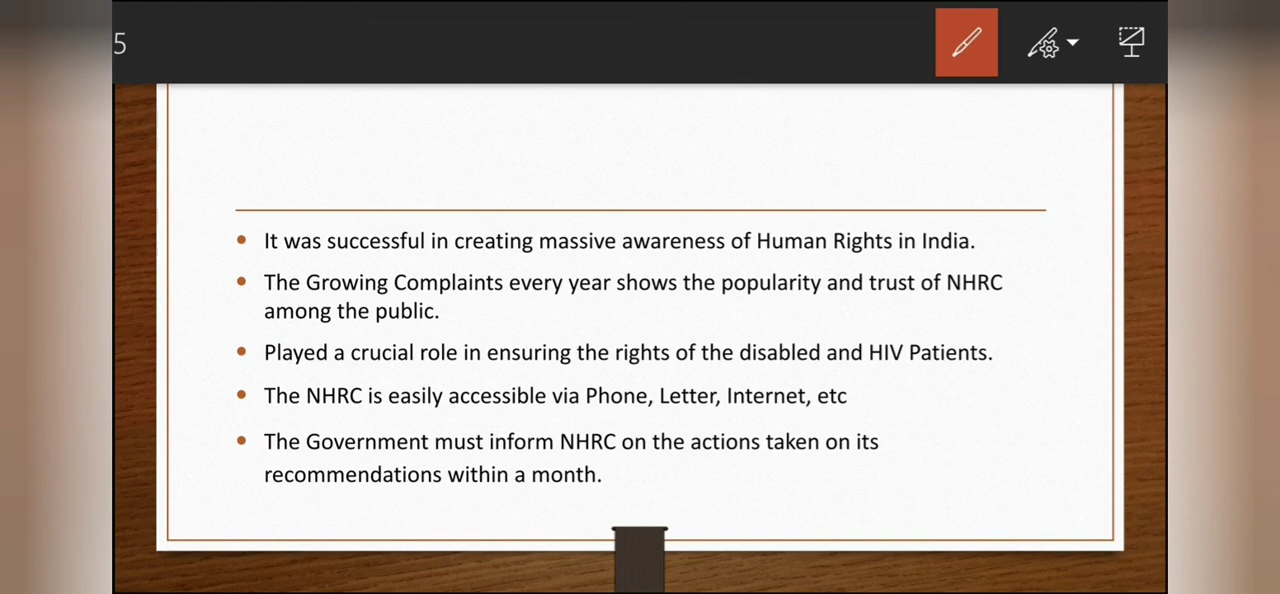 5
It was successful in creating massive awareness of Human Rights in India.
The Growing Complaints every year shows the popularity and trust of NHRC
among the public.
Played a crucial role in ensuring the rights of the disabled and HIV Patients.
The NHRC is easily accessible via Phone, Letter, Internet, etc
The Government must inform NHRC on the actions taken on its
recommendations within a month.